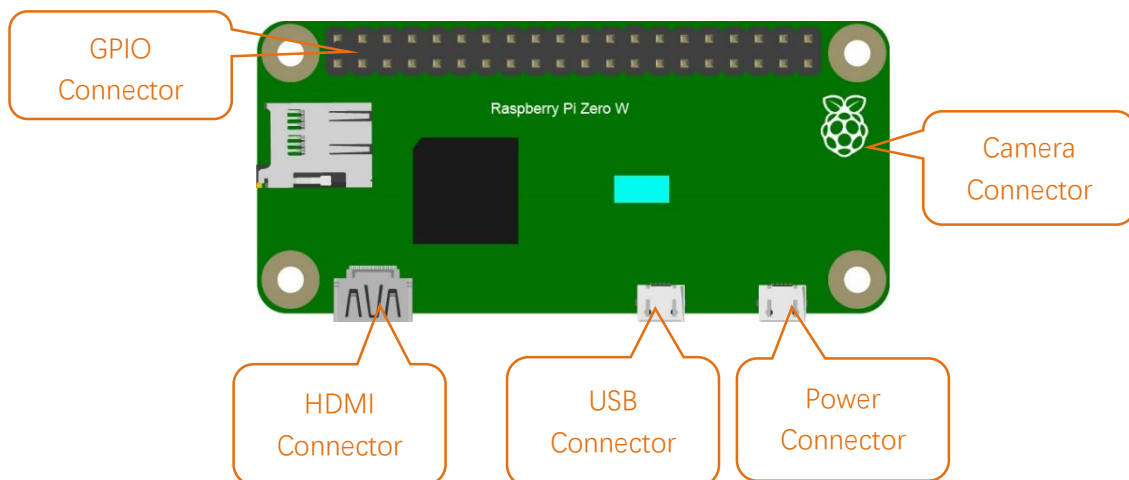 GPIO
Connector
Raspberry Pi Zero W
Camera
Connector
HDMI
Connector
USB
Connector
Power
Connector